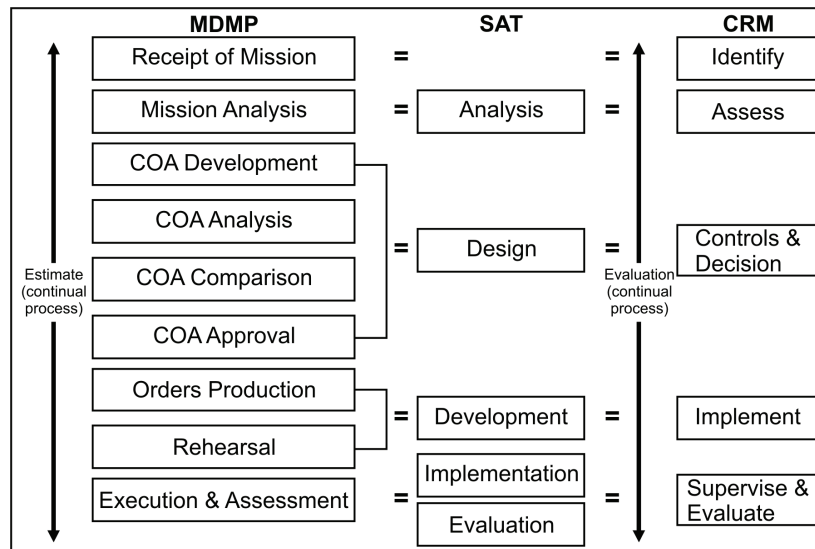 MDMP SAT CRM
Receipt of Mission = = Identify
Mission Analysis = Analysis = Assess
COA Development
COA Analysis
COA Comparison
COA Approval
= Design = Controls &
Decision
Estimate
(continual
process)
Evaluation
(continual
process)
Orders Production
Rehearsal
= Development = Implement
Execution & Assessment = Implementation
Evaluation
= Supervise &
Evaluate